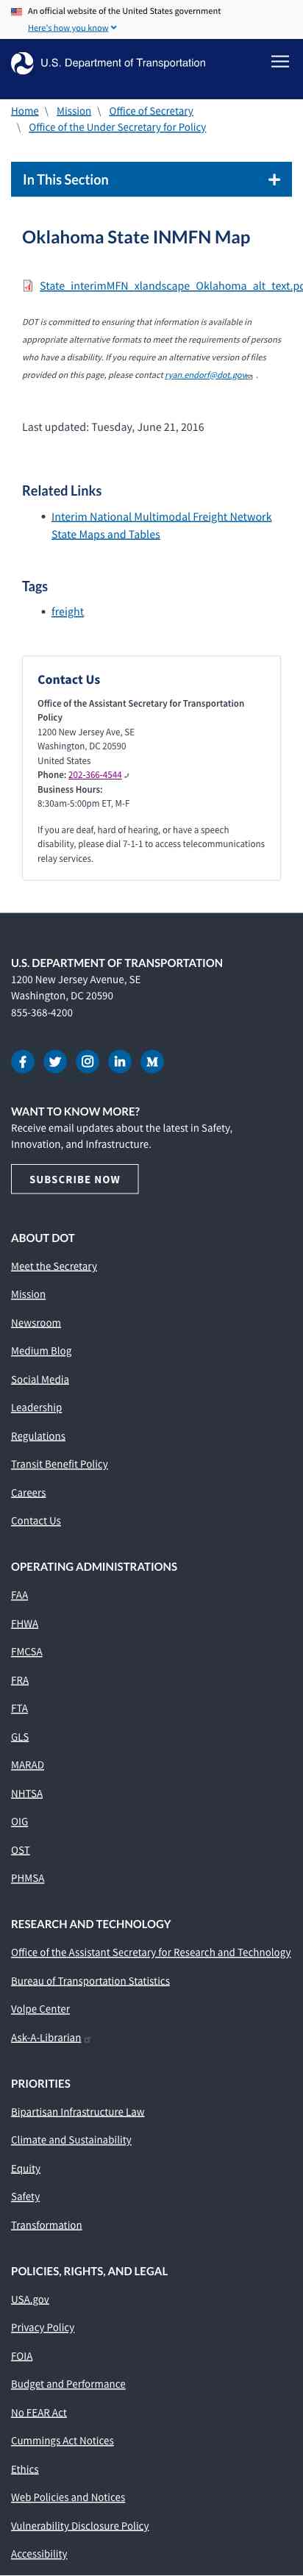 An official website of the United States government
Here's how you know
U.S. Department of Transportation
Home \ Mission \ Office of Secretary
\ Office of the Under Secretary for Policy
In This Section
Oklahoma State INMFN Map
State_interimMFN_xlandscape_Oklahoma_alt_text.pd
DOT is committed to ensuring that information is available in
appropriate alternative formats to meet the requirements of persons
who have a disability. If you require an alternative version of files
provided on this page, please contact ryan.endorf@dot.gov .
Last updated: Tuesday, June 21, 2016
Related Links
• Interim National Multimodal Freight Network
State Maps and Tables
Tags
• freight
Contact Us
Office of the Assistant Secretary for Transportation
Policy
1200 New Jersey Ave, SE
Washington, DC 20590
United States
Phone: 202-366-4544
Business Hours:
8:30am-5:00pm ET, M-F
If you are deaf, hard of hearing, or have a speech
disability, please dial 7-1-1 to access telecommunications
relay services.
U.S. DEPARTMENT OF TRANSPORTATION
1200 New Jersey Avenue, SE
Washington, DC 20590
855-368-4200
WANT TO KNOW MORE?
Receive email updates about the latest in Safety,
Innovation, and Infrastructure.
SUBSCRIBE NOW
ABOUT DOT
Meet the Secretary
Mission
Newsroom
Medium Blog
Social Media
Leadership
Regulations
Transit Benefit Policy
Careers
Contact Us
OPERATING ADMINISTRATIONS
FAA
FHWA
FMCSA
FRA
FTA
GLS
MARAD
NHTSA
OIG
OST
PHMSA
RESEARCH AND TECHNOLOGY
Office of the Assistant Secretary for Research and Technology
Bureau of Transportation Statistics
Volpe Center
Ask-A-Librarian
PRIORITIES
Bipartisan Infrastructure Law
Climate and Sustainability
Equity
Safety
Transformation
POLICIES, RIGHTS, AND LEGAL
USA.gov
Privacy Policy
FOIA
Budget and Performance
No FEAR Act
Cummings Act Notices
Ethics
Web Policies and Notices
Vulnerability Disclosure Policy
Accessibility